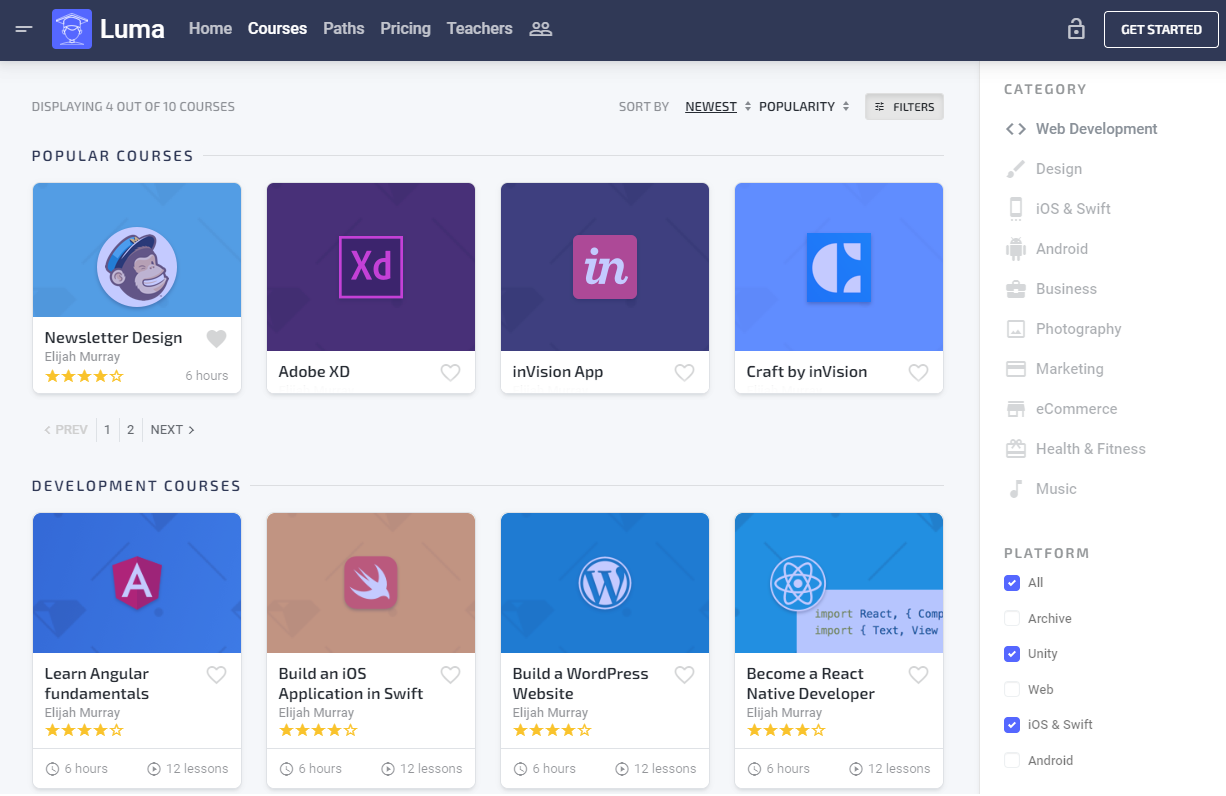 Luma
Home Courses Paths Pricing Teachers
GET STARTED
DISPLAYING 4 OUT OF 10 COURSES
SORT BY NEWEST POPULARITY FILTERS
POPULAR COURSES
Xd
in
Newsletter Design
Elijah Murray
6 hours
Adobe XD
inVision App
Craft by inVision
PREV 1 2 NEXT
DEVELOPMENT COURSES
A
W
import React, { Comp
import { Text, View
Learn Angular
fundamentals
Elijah Murray
6 hours 12 lessons
Build an iOS
Application in Swift
Elijah Murray
6 hours 12 lessons
Build a WordPress
Website
Elijah Murray
6 hours 12 lessons
Become a React
Native Developer
Elijah Murray
6 hours 12 lessons
CATEGORY
Web Development
Design
iOS & Swift
Android
Business
Photography
Marketing
eCommerce
Health & Fitness
Music
PLATFORM
All
Archive
Unity
Web
iOS & Swift
Android